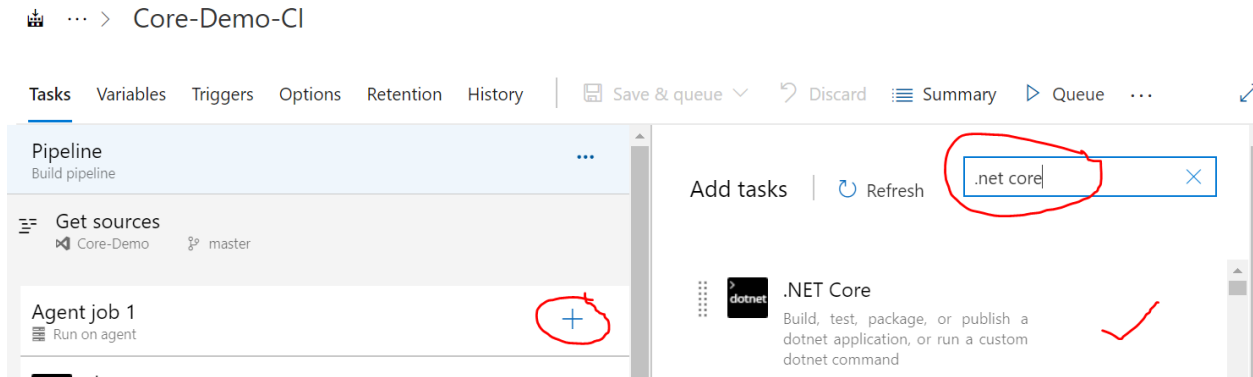 ··· > Core-Demo-CI
Tasks Variables Triggers Options Retention History Save & queue Discard Summary Queue ···
Pipeline
Build pipeline
Get sources
Core-Demo master
Agent job 1
Run on agent
Add tasks Refresh .net core
dotnet
.NET Core
Build, test, package, or publish a
dotnet application, or run a custom
dotnet command